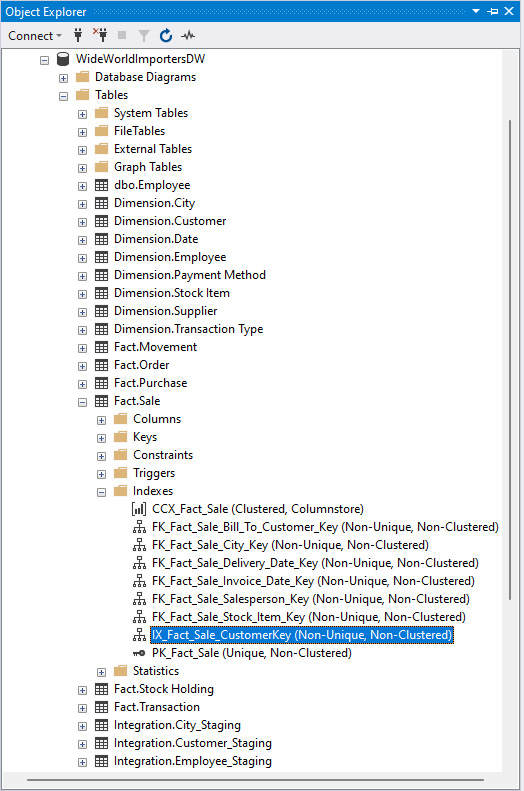 Object Explorer
Connect
WideWorldImportersDW
Database Diagrams
Tables
System Tables
FileTables
External Tables
Graph Tables
dbo.Employee
Dimension.City
Dimension.Customer
Dimension.Date
Dimension.Employee
Dimension.Payment Method
Dimension.Stock Item
Dimension.Supplier
Dimension.Transaction Type
Fact.Movement
Fact.Order
Fact.Purchase
Fact.Sale
Columns
Keys
Constraints
Triggers
Indexes
CCX_Fact_Sale (Clustered, Columnstore)
FK_Fact_Sale_Bill_To_Customer_Key (Non-Unique, Non-Clustered)
FK_Fact_Sale_City_Key (Non-Unique, Non-Clustered)
FK_Fact_Sale_Delivery_Date_Key (Non-Unique, Non-Clustered)
FK_Fact_Sale_Invoice_Date_Key (Non-Unique, Non-Clustered)
FK_Fact_Sale_Salesperson_Key (Non-Unique, Non-Clustered)
FK_Fact_Sale_Stock_Item_Key (Non-Unique, Non-Clustered)
IX_Fact_Sale_CustomerKey (Non-Unique, Non-Clustered)
PK_Fact_Sale (Unique, Non-Clustered)
Statistics
Fact.Stock Holding
Fact.Transaction
Integration.City_Staging
Integration.Customer_Staging
Integration.Employee_Staging